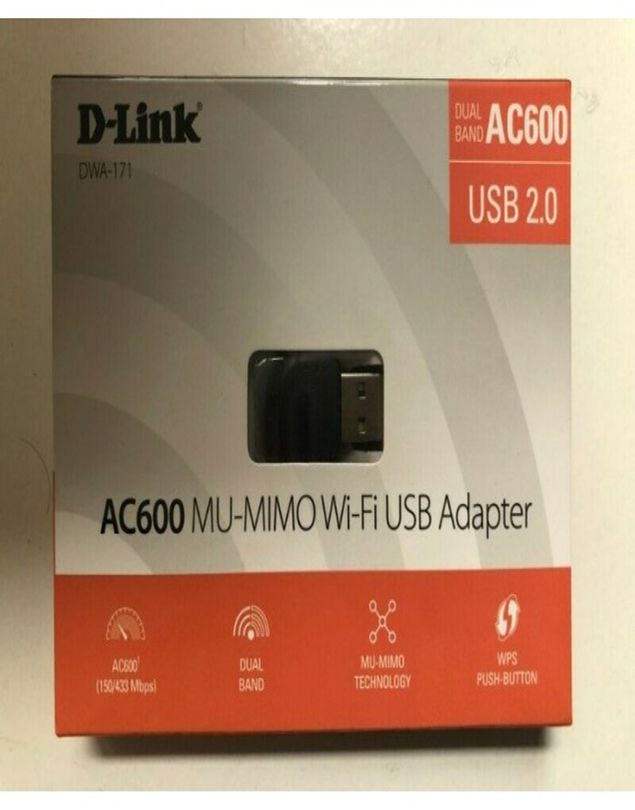 D-Link®
DWA-171
DUAL BAND AC600
USB 2.0
AC600 MU-MIMO Wi-Fi USB Adapter
AC600¹
(150/433 Mbps)
DUAL
BAND
MU-MIMO
TECHNOLOGY
WPS
PUSH-BUTTON